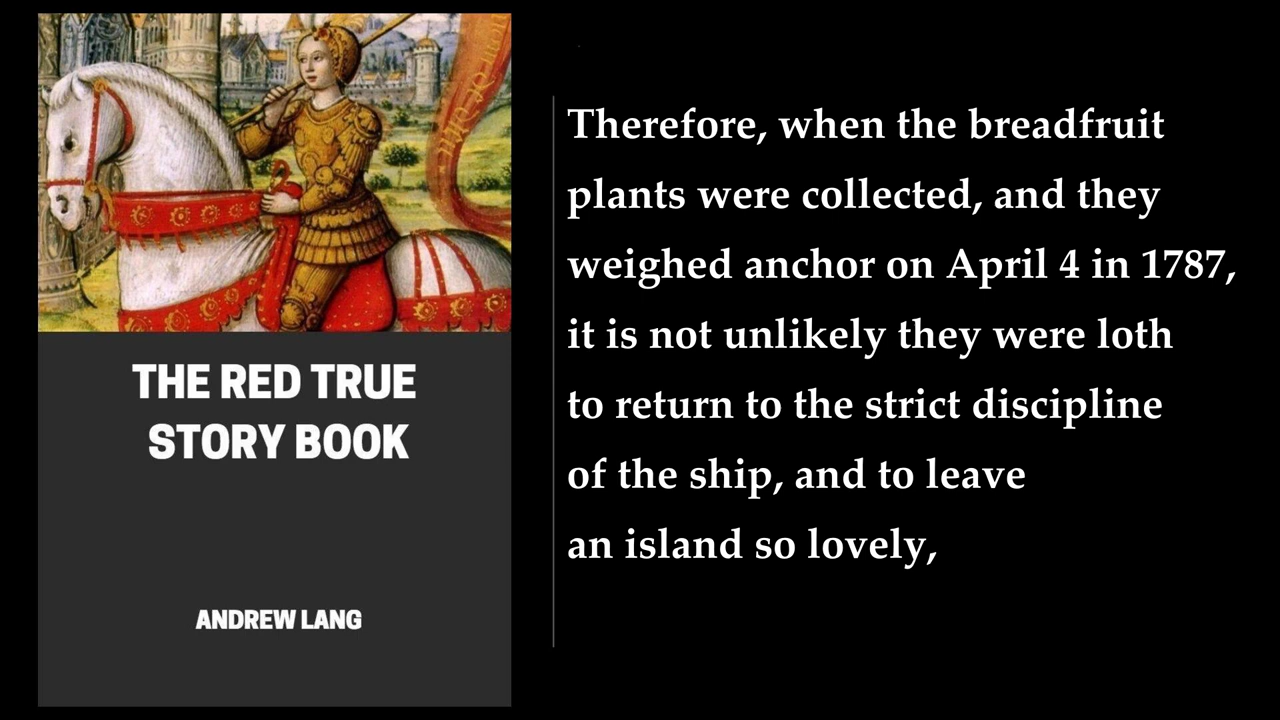 THE RED TRUE
STORY BOOK
ANDREW LANG
Therefore, when the breadfruit
plants were collected, and they
weighed anchor on April 4 in 1787,
it is not unlikely they were loth
to return to the strict discipline
of the ship, and to leave
an island so lovely,